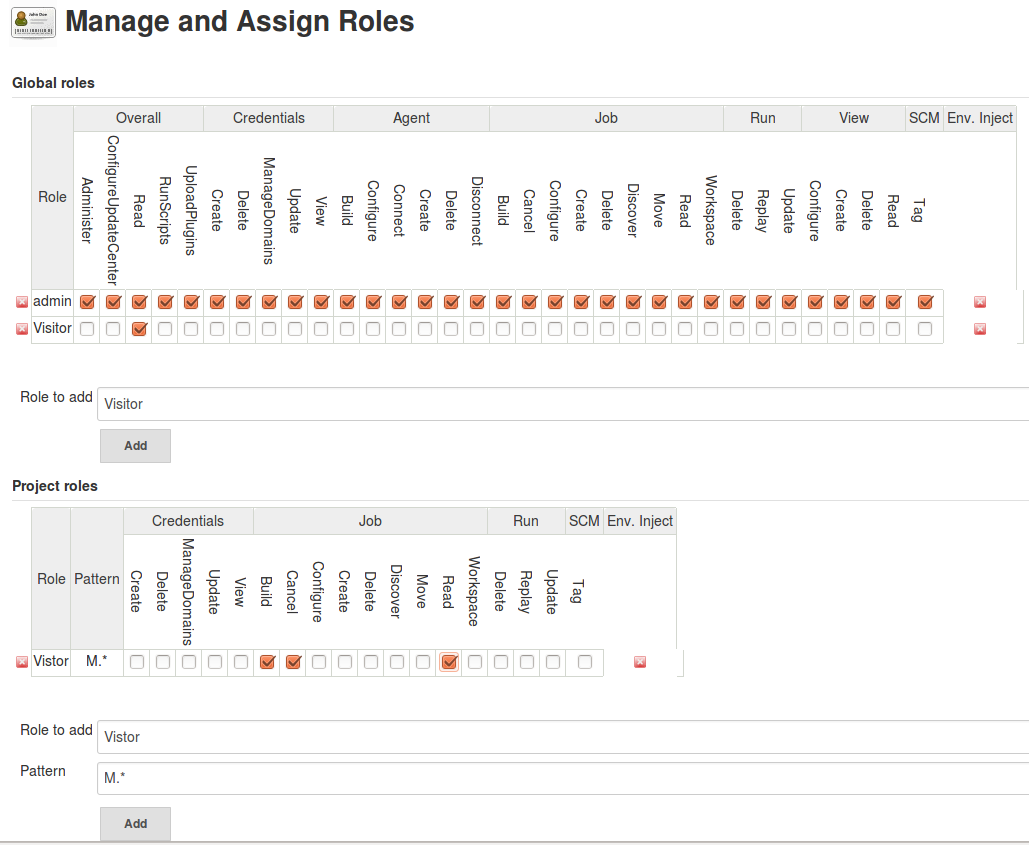 Manage and Assign Roles
Global roles
Role Overall Credentials Agent Job Run View SCM Env. Inject
Administer ConfigureUpdateCenter Read RunScripts UploadPlugins Create Delete ManageDomains Update View Build Configure Connect Create Delete Disconnect Build Cancel Configure Create Delete Discover Move Read Workspace Delete Replay Update Configure Create Delete Read Tag
admin
Visitor
Role to add Visitor
Add
Project roles
Role Pattern Credentials Job Run SCM Env. Inject
Create Delete ManageDomains Update View Build Cancel Configure Create Delete Discover Move Read Workspace Delete Replay Update Tag
Vistor M.*
Role to add Vistor
Pattern M.*
Add